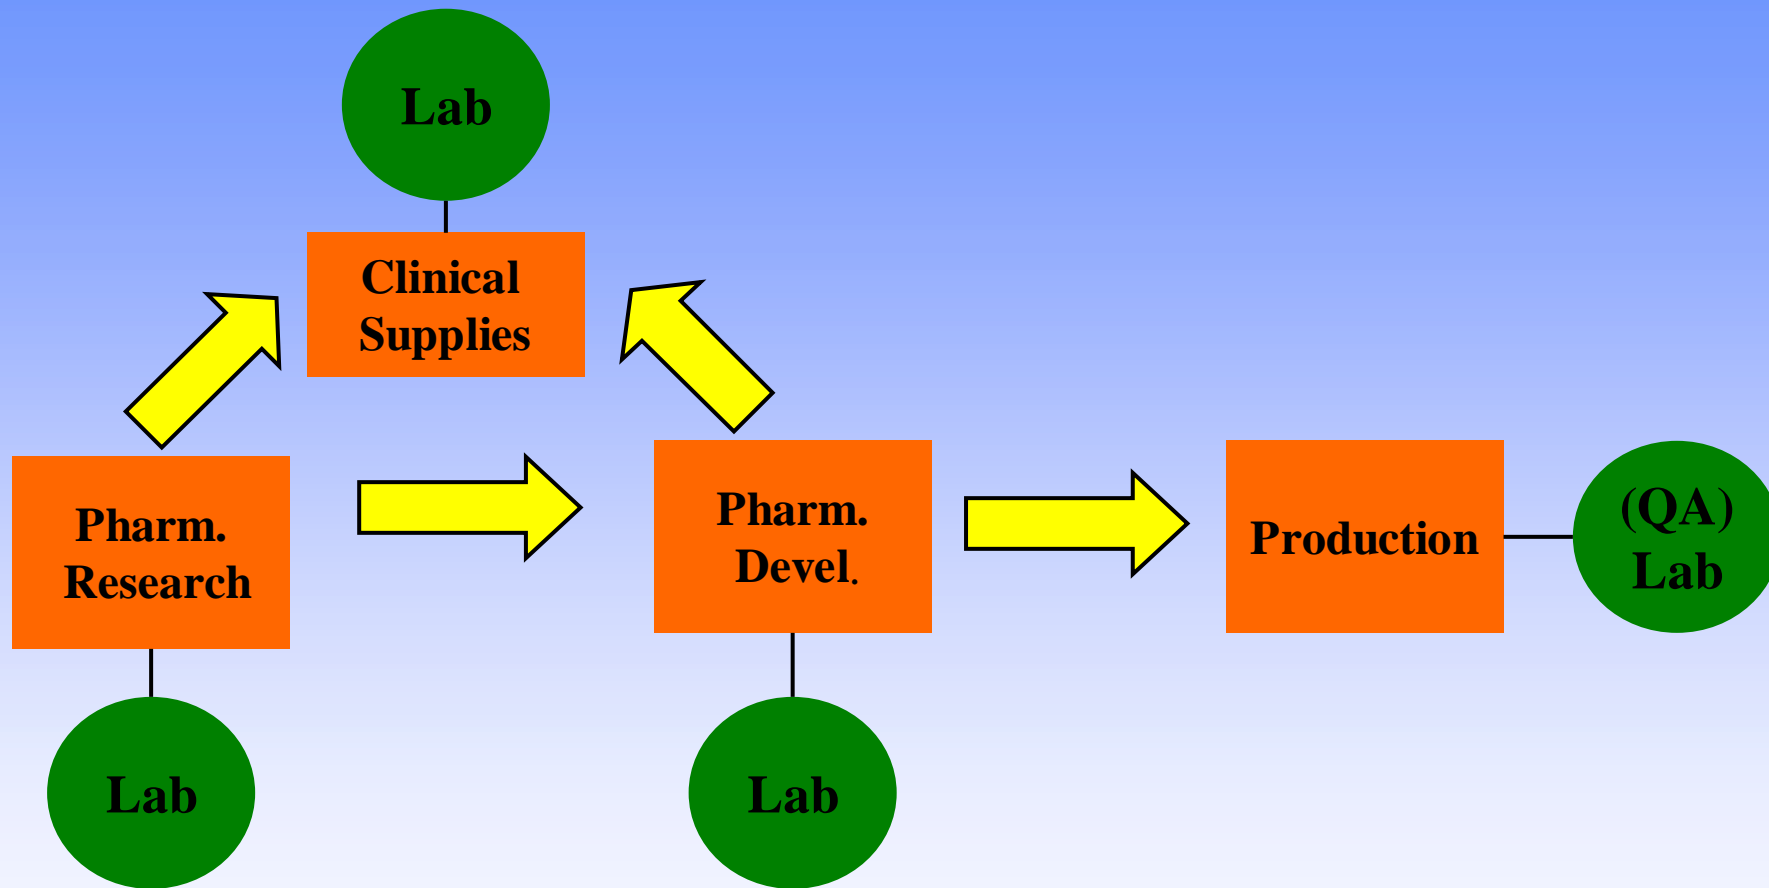 Lab
Clinical
Supplies
Pharm.
Research
Pharm.
Devel.
Production
(QA)
Lab
Lab
Lab